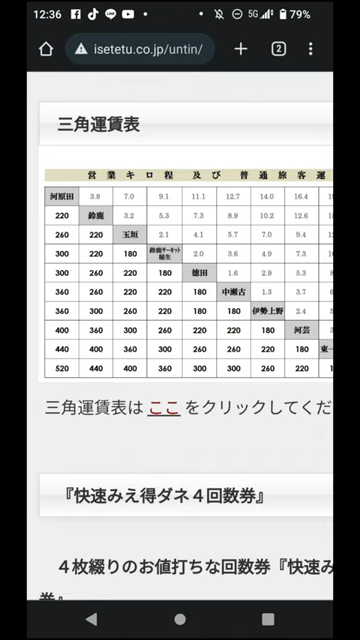 12:36 5G 79%
isetetu.co.jp/untin/ 2
三角運賃表
営業キロ程 及び 普通旅客運
河原田 3.8 7.0 9.1 11.1 12.7 14.0 16.4
220 鈴鹿 3.2 5.3 7.3 8.9 10.2 12.6
260 220 玉垣 2.1 4.1 5.7 7.0 9.4
300 220 180 鈴鹿サーキット稲生 2.0 3.6 4.9 7.3
300 260 220 180 徳田 1.6 2.9 5.3
360 260 220 220 180 中瀬古 1.3 3.7
360 300 260 220 180 180 伊勢上野 2.4
400 360 300 260 220 220 180 河芸
440 400 360 300 260 260 220 180 東一
520 440 400 360 300 300 260 220
三角運賃表は ここ をクリックしてくだ
『快速みえ得ダネ４回数券』
４枚綴りのお値打ちな回数券『快速み
券』